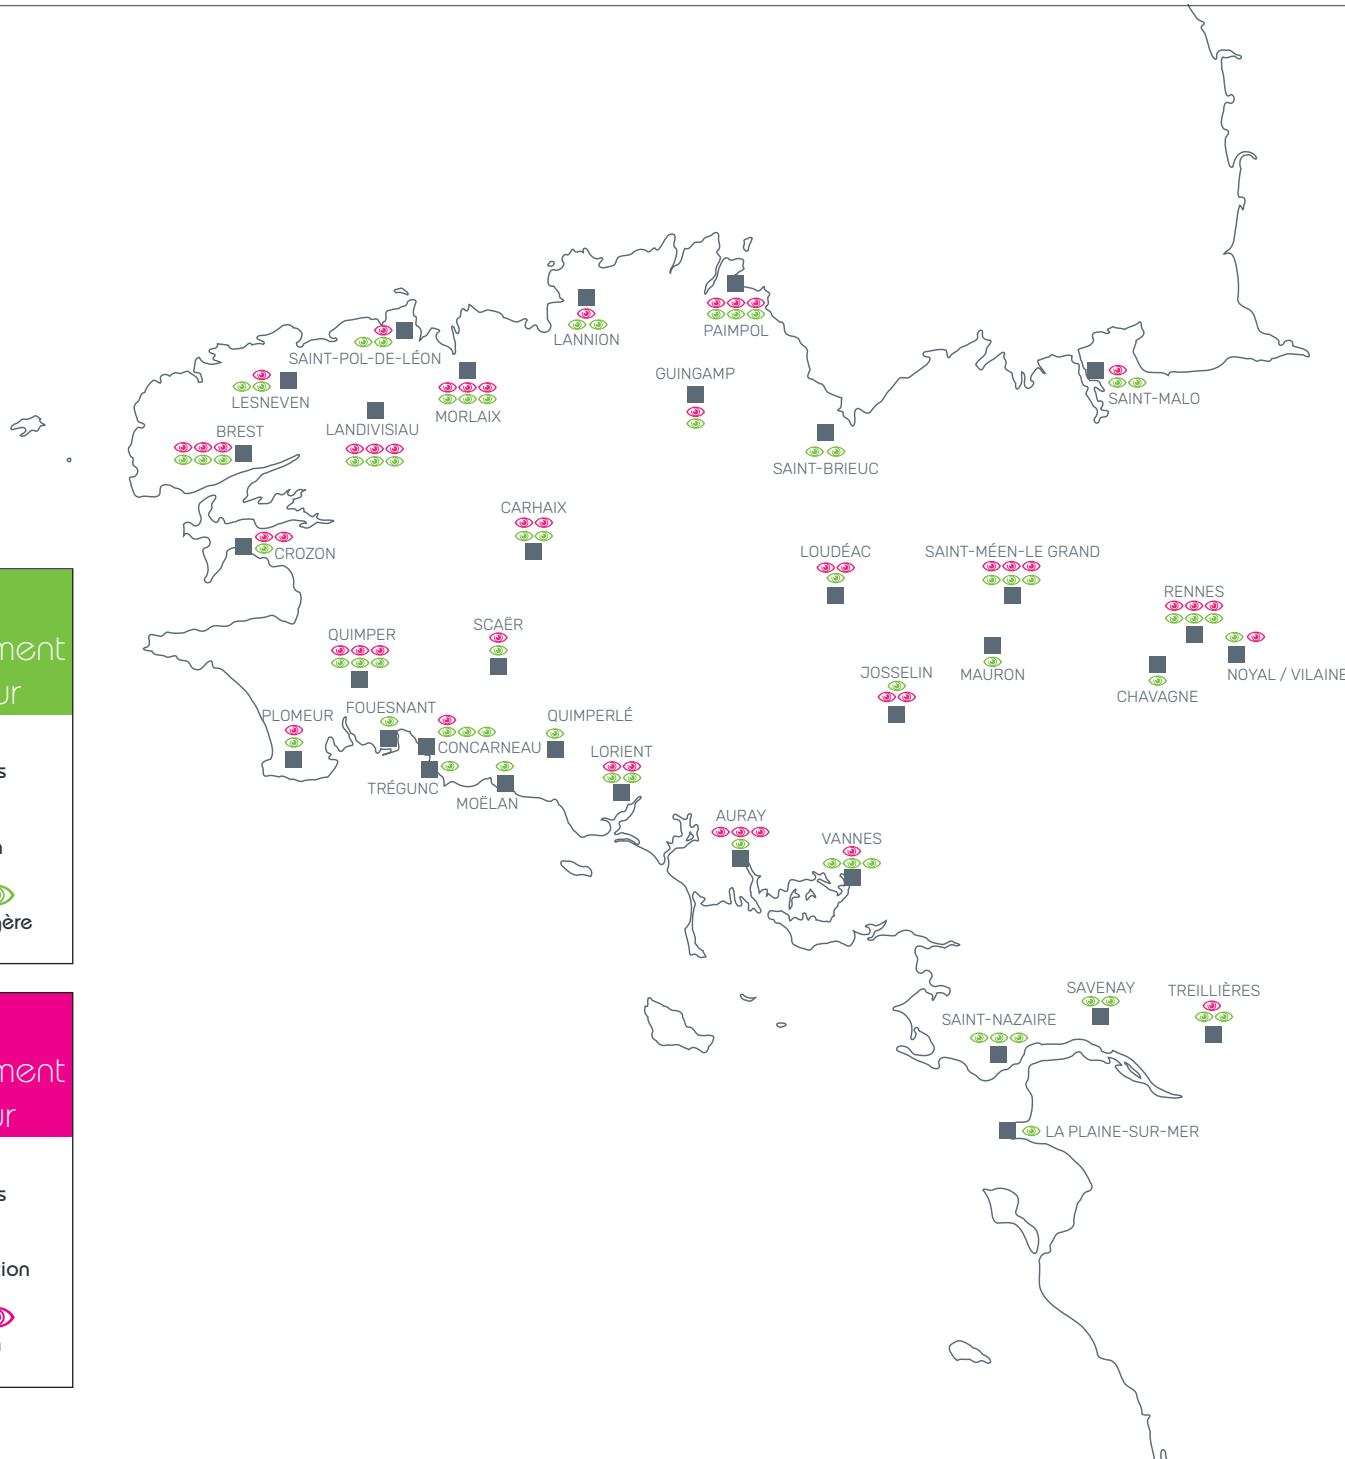 PAIMPOL
LANNION
SAINT-POL-DE-LÉON
GUINGAMP
LESNEVEN
MORLAIX
SAINT-MALO
BREST
LANDIVISIAU
SAINT-BRIEUC
CARHAIX
CROZON
LOUDÉAC
SAINT-MÉEN-LE GRAND
RENNES
QUIMPER
SCAËR
JOSSELIN
MAURON
NOYAL / VILAINE
CHAVAGNE
PLOMEUR
FOUESNANT
QUIMPERLÉ
CONCARNEAU
LORIENT
TRÉGUNC
MOËLAN
AURAY
VANNES
SAVENAY
TREILLIÈRES
SAINT-NAZAIRE
LA PLAINE-SUR-MER